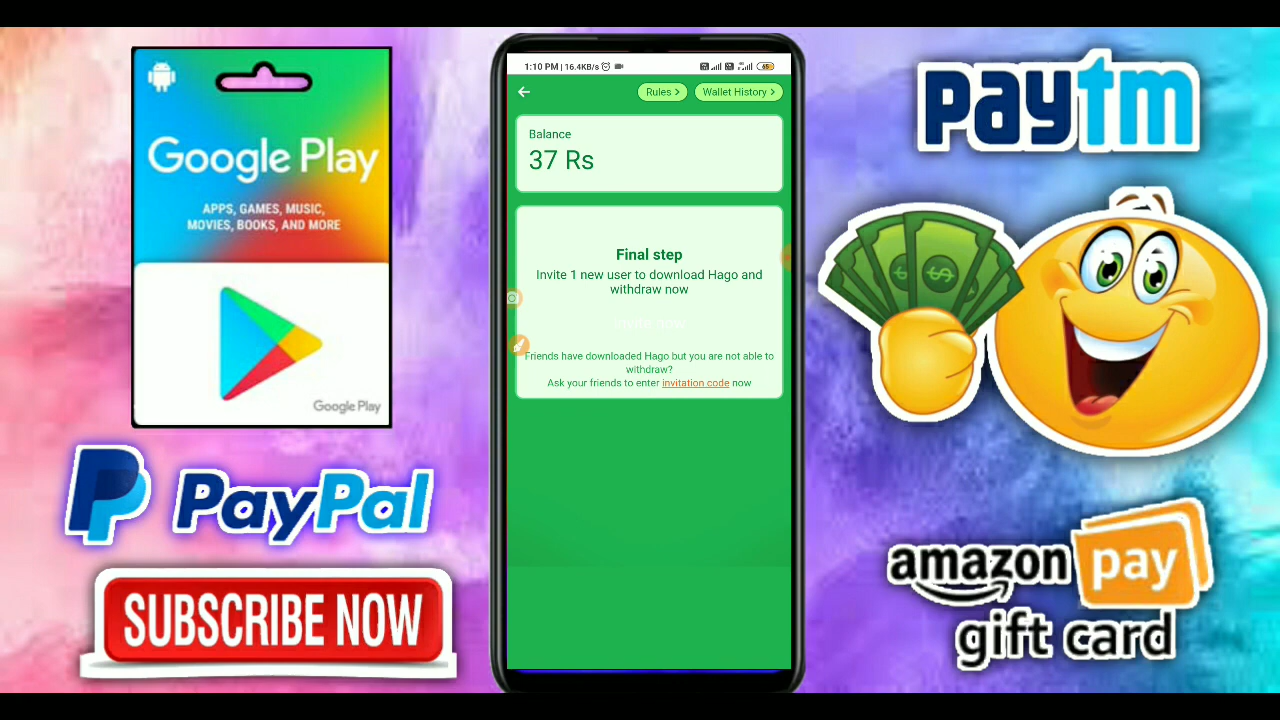 Google Play
APPS, GAMES, MUSIC,
MOVIES, BOOKS, AND MORE
Google Play
PayPal
SUBSCRIBE NOW
1:10 PM | 16.4KB/s
65
Rules >
Wallet History >
Balance
37 Rs
Final step
Invite 1 new user to download Hago and
withdraw now
Invite now
Friends have downloaded Hago but you are not able to
withdraw?
Ask your friends to enter invitation code now
paytm
amazon pay
gift card